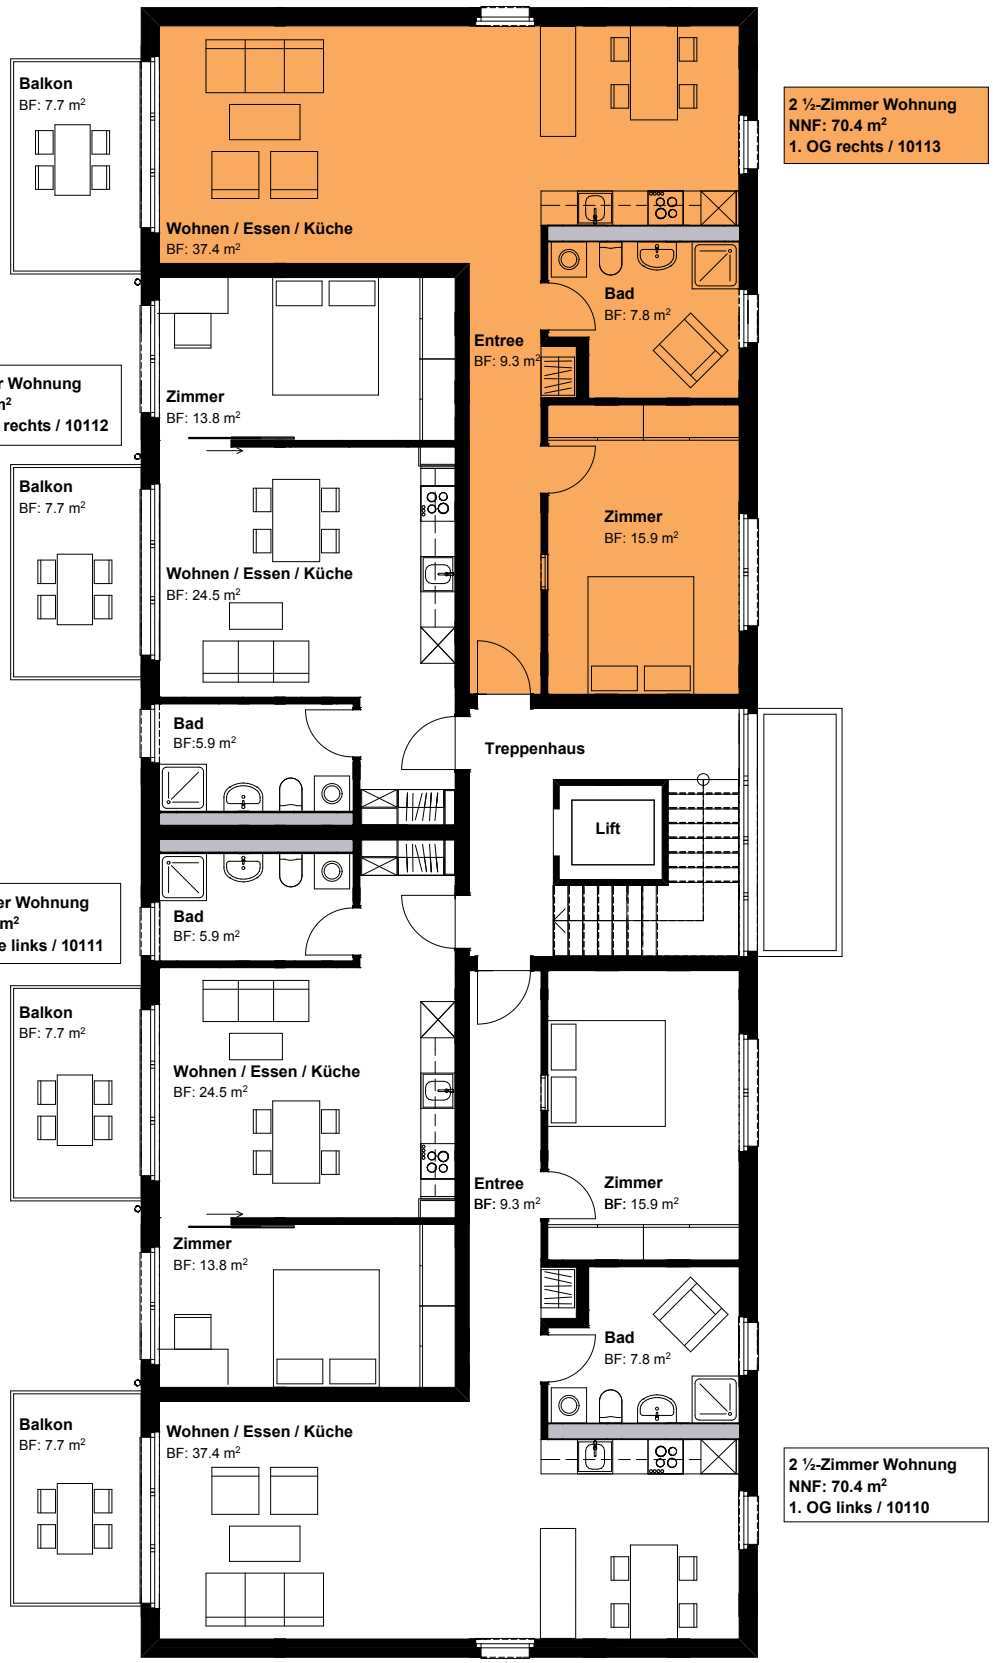 Balkon
BF: 7.7 m²
2 ½-Zimmer Wohnung
NNF: 70.4 m²
1. OG rechts / 10113
Wohnen / Essen / Küche
BF: 37.4 m²
Bad
BF: 7.8 m²
Entree
BF: 9.3 m²
Wohnung
m²
rechts / 10112
Zimmer
BF: 13.8 m²
Balkon
BF: 7.7 m²
Zimmer
BF: 15.9 m²
Wohnen / Essen / Küche
BF: 24.5 m²
Bad
BF:5.9 m²
Treppenhaus
Lift
Wohnung
m²
links / 10111
Bad
BF: 5.9 m²
Balkon
BF: 7.7 m²
Wohnen / Essen / Küche
BF: 24.5 m²
Entree
BF: 9.3 m²
Zimmer
BF: 15.9 m²
Zimmer
BF: 13.8 m²
Bad
BF: 7.8 m²
Balkon
BF: 7.7 m²
Wohnen / Essen / Küche
BF: 37.4 m²
2 ½-Zimmer Wohnung
NNF: 70.4 m²
1. OG links / 10110